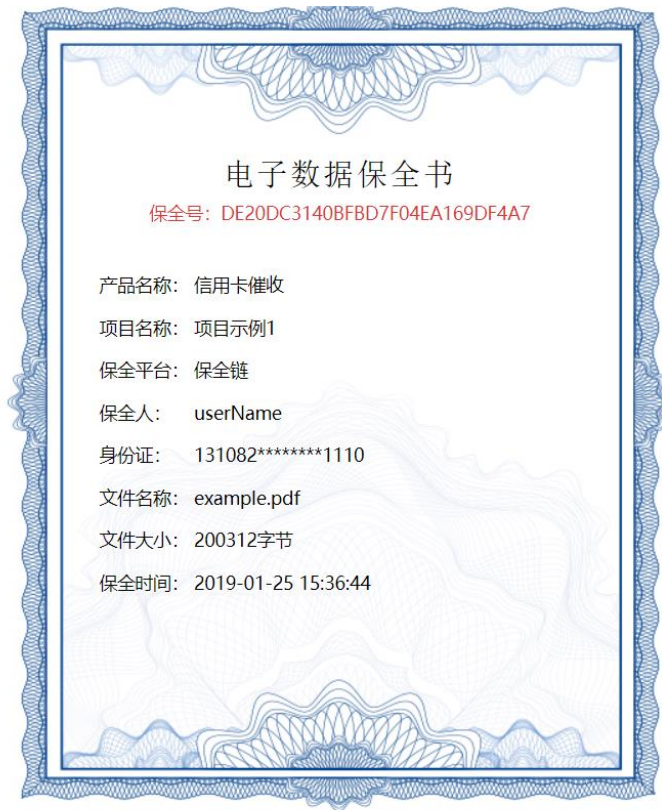 电子数据保全书
保全号：DE20DC3140BFBD7F04EA169DF4A7
产品名称： 信用卡催收
项目名称： 项目示例1
保全平台： 保全链
保全人： userName
身份证： 131082********1110
文件名称： example.pdf
文件大小： 200312字节
保全时间： 2019-01-25 15:36:44